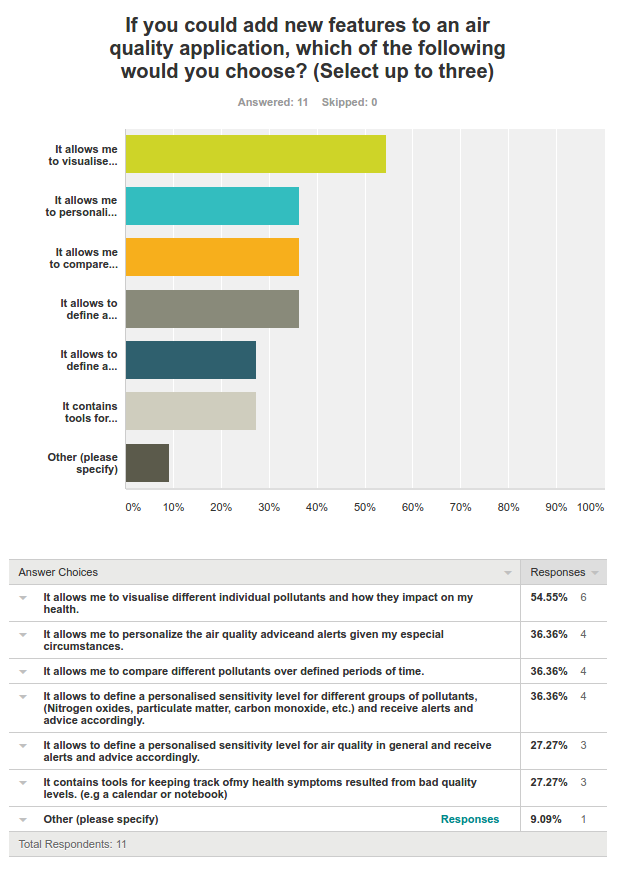 If you could add new features to an air
quality application, which of the following
would you choose? (Select up to three)
Answered: 11 Skipped: 0
It allows me
to visualise...
It allows me
to personali...
It allows me
to compare...
It allows to
define a...
It allows to
define a...
It contains
tools for...
Other (please
specify)
0% 10% 20% 30% 40% 50% 60% 70% 80% 90% 100%
Answer Choices Responses
It allows me to visualise different individual pollutants and how they impact on my
health.
54.55% 6
It allows me to personalize the air quality adviceand alerts given my especial
circumstances.
36.36% 4
It allows me to compare different pollutants over defined periods of time. 36.36% 4
It allows to define a personalised sensitivity level for different groups of pollutants,
(Nitrogen oxides, particulate matter, carbon monoxide, etc.) and receive alerts and
advice accordingly.
36.36% 4
It allows to define a personalised sensitivity level for air quality in general and receive
alerts and advice accordingly.
27.27% 3
It contains tools for keeping track ofmy health symptoms resulted from bad quality
levels. (e.g a calendar or notebook)
27.27% 3
Other (please specify) Responses 9.09% 1
Total Respondents: 11